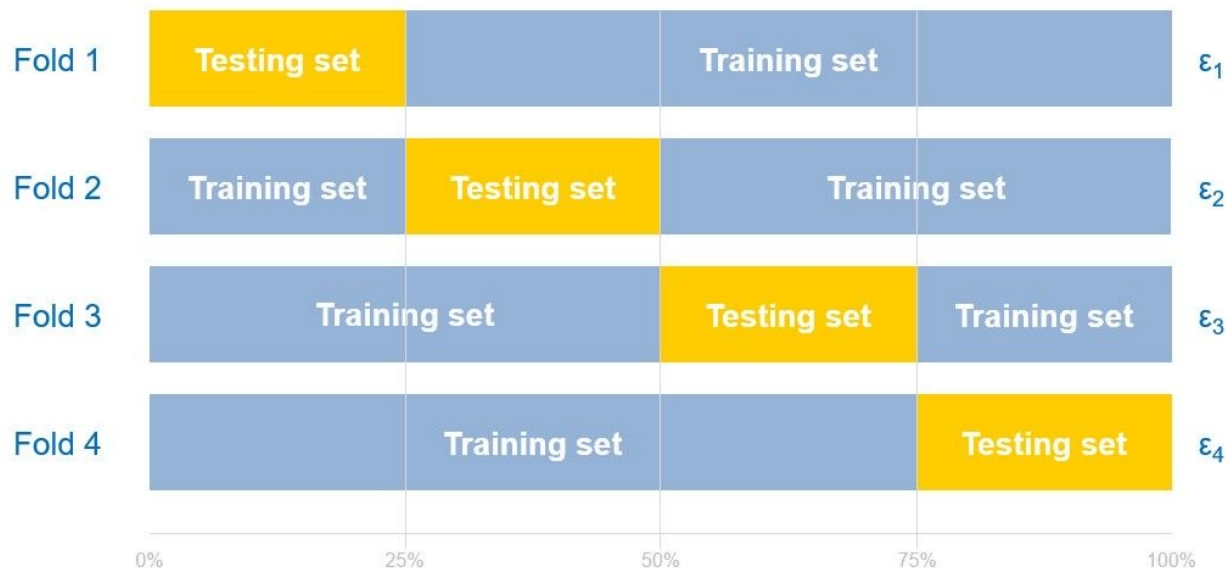 Fold 1 Testing set Training set ε₁
Fold 2 Training set Testing set Training set ε₂
Fold 3 Training set Testing set Training set ε₃
Fold 4 Training set Testing set ε₄
0% 25% 50% 75% 100%